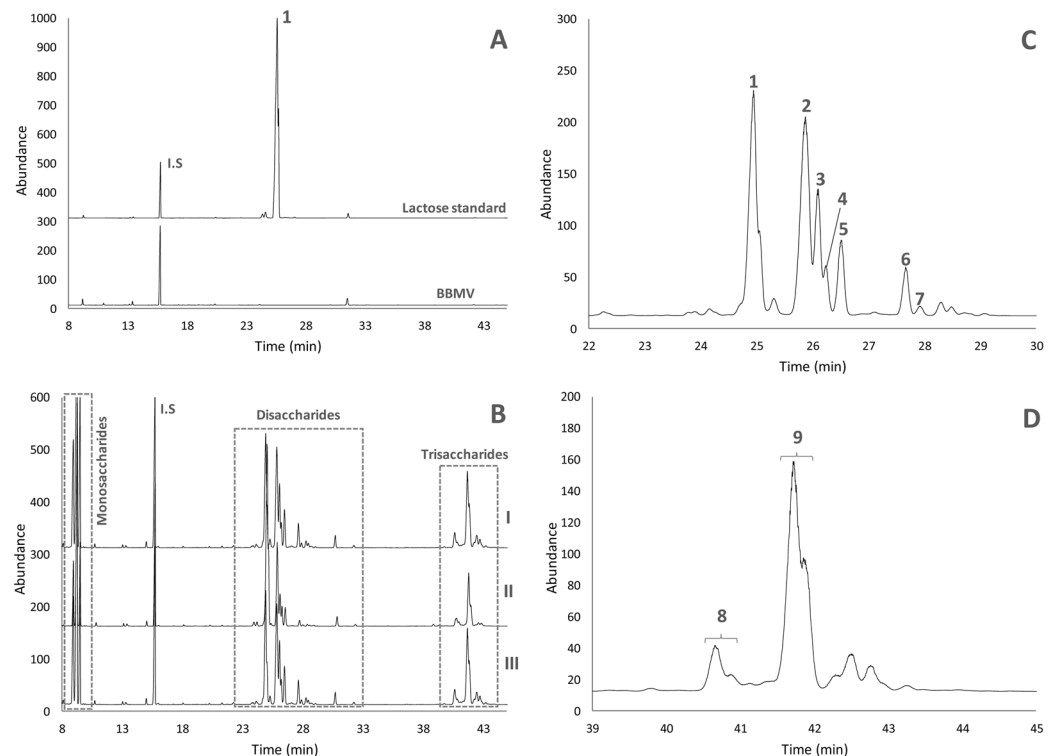 A
1000
900
800
700
600
500
400
300
200
100
0
Abundance
1
I.S
Lactose standard
BBMV
8 13 18 23 28 33 38 43
Time (min)
C
300
250
200
150
100
50
0
Abundance
1
2
3
4
5
6
7
22 23 24 25 26 27 28 29 30
Time (min)
B
600
500
400
300
200
100
0
Abundance
Monosaccharides
I.S
Disaccharides
Trisaccharides
I
II
III
8 13 18 23 28 33 38 43
Time (min)
D
200
180
160
140
120
100
80
60
40
20
0
Abundance
8
9
39 40 41 42 43 44 45
Time (min)